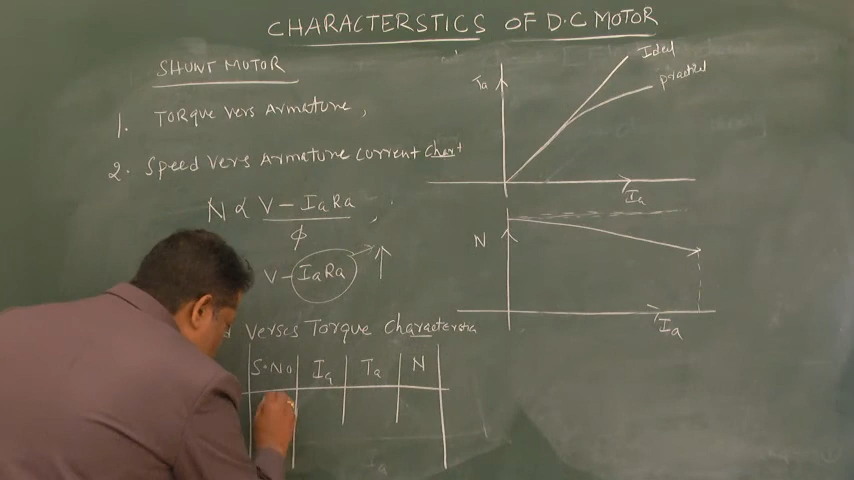 CHARACTERSTICS OF D.C MOTOR
SHUNT MOTOR
1. TORque Vers Armature,
2. Speed Vers Armature current Chart
N ∝ V - IaRa ,
ϕ
V - IaRa ↑
Verses Torque Characterstia
S.No Ia Ta N
Ta
Ideal
practical
Ia
N
Ia